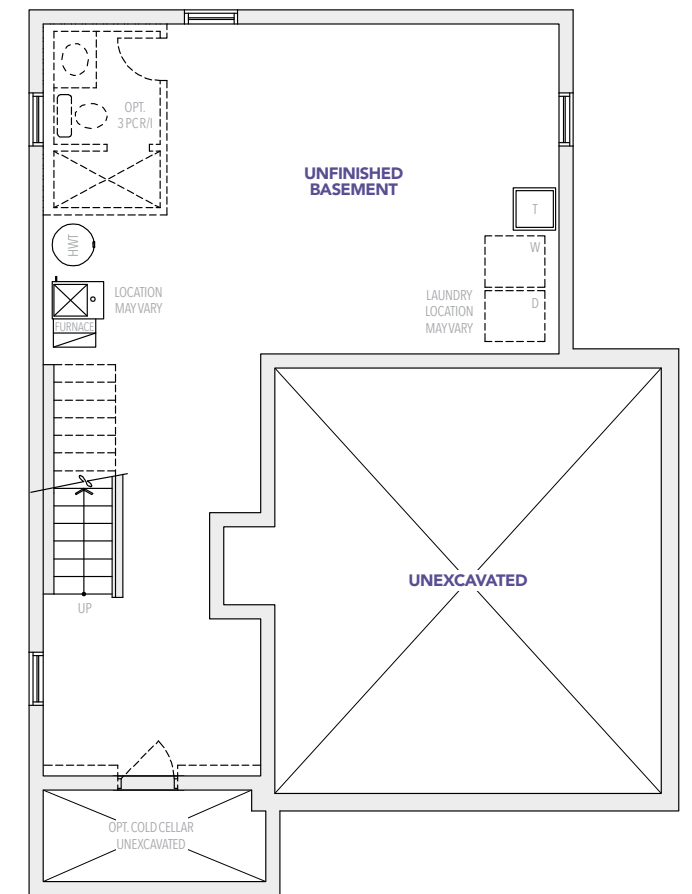 OPT.
3 PCR/I
UNFINISHED
BASEMENT
T
HWT
W
LOCATION
MAY VARY
LAUNDRY
LOCATION
MAY VARY
D
FURNACE
UNEXCAVATED
UP
OPT. COLD CELLAR
UNEXCAVATED